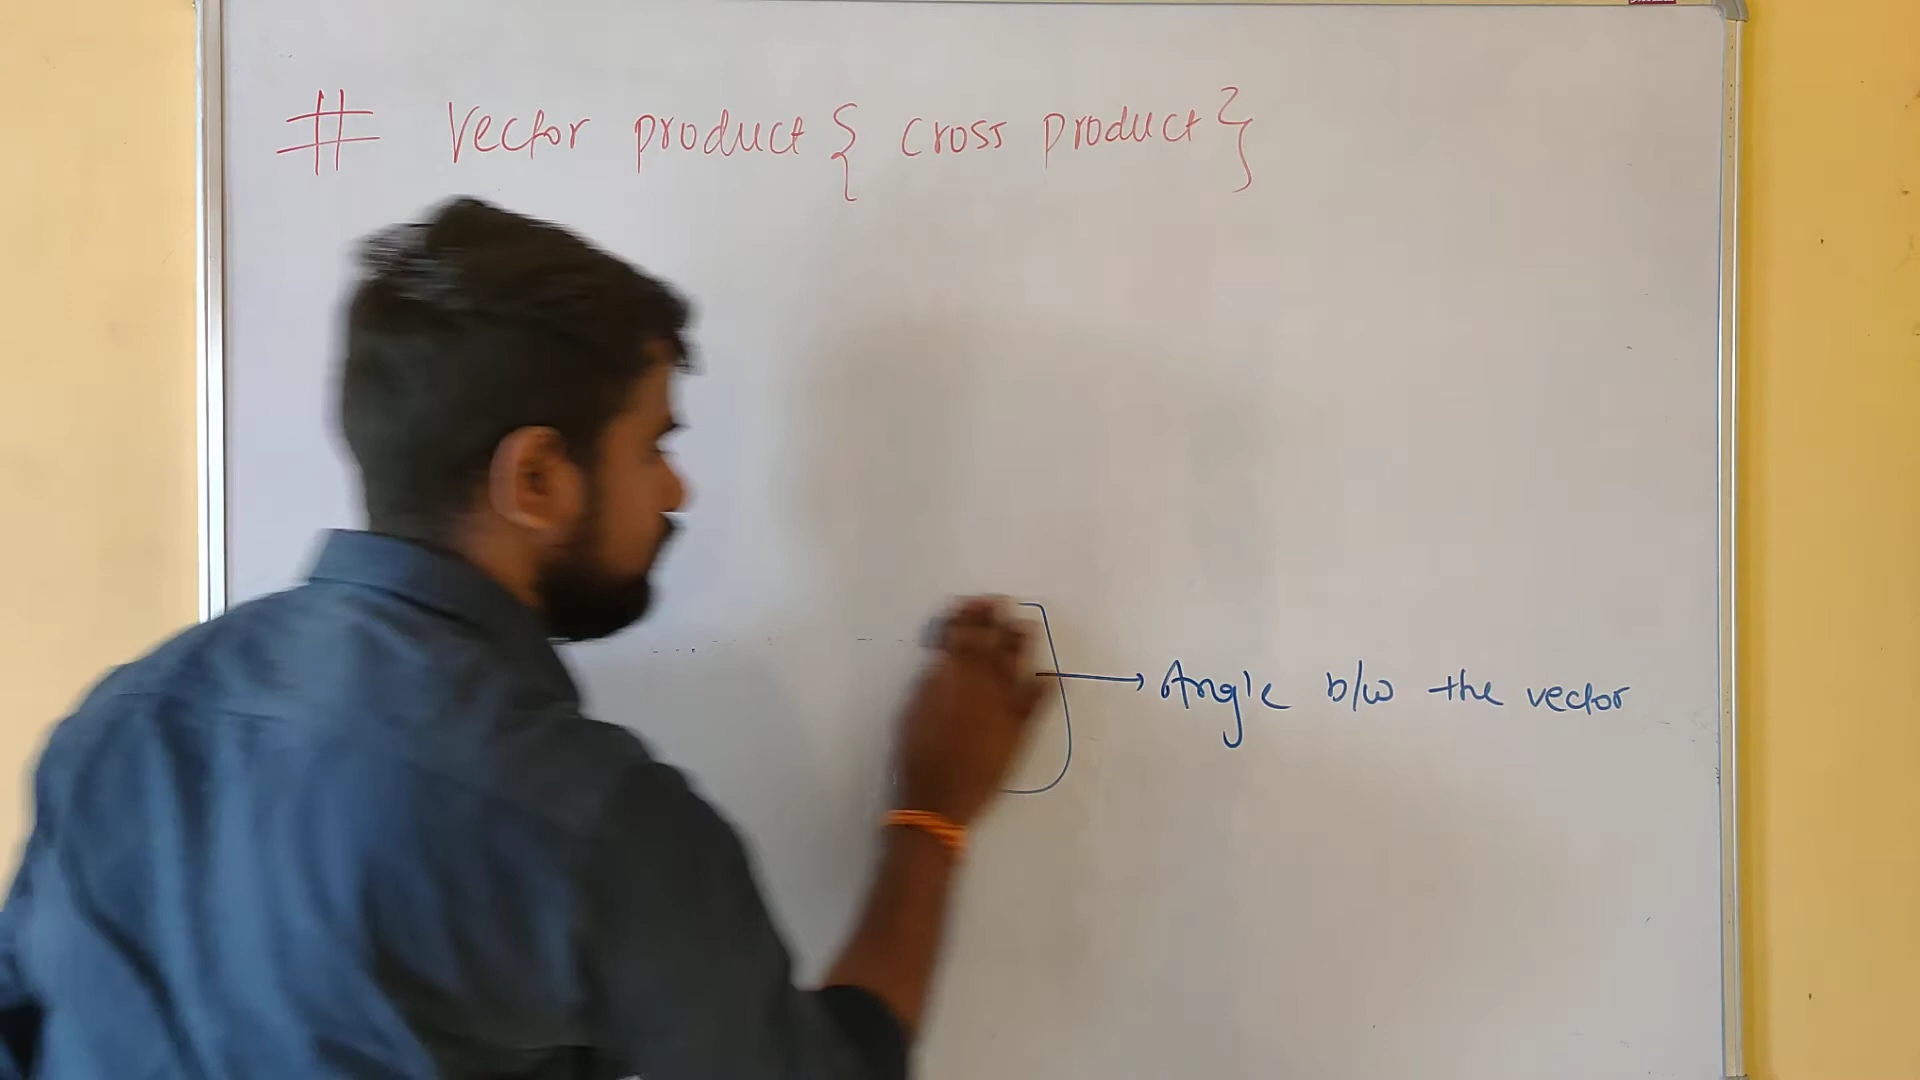 # Vector product { cross product }
→ Angle b/w the vector